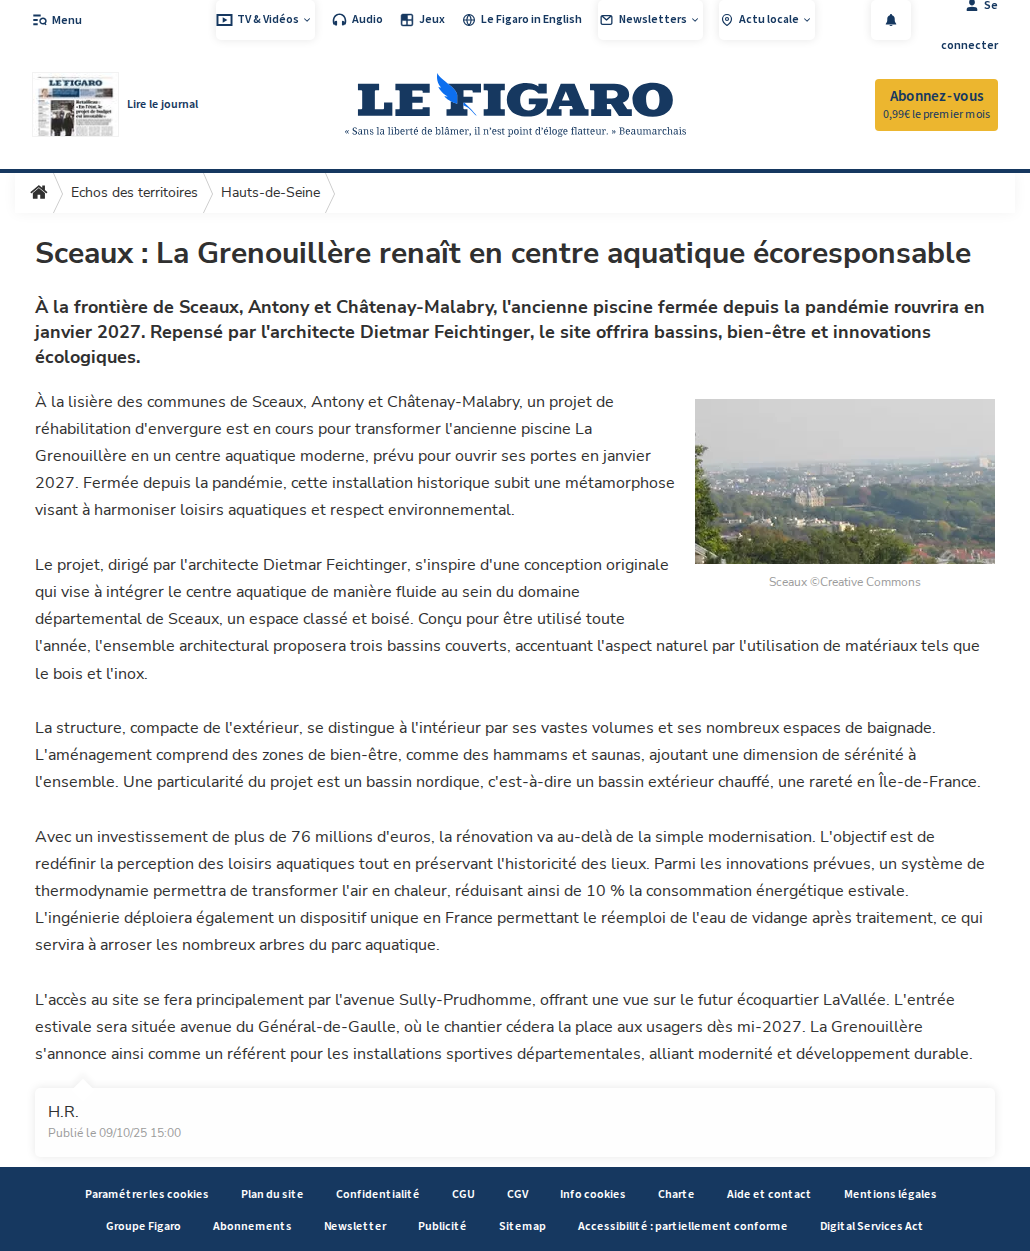 Menu
TV & Vidéos
Audio
Jeux
Le Figaro in English
Newsletters
Actu locale
Se connecter
LE FIGARO
Lire le journal
LE FIGARO
« Sans la liberté de blâmer, il n'est point d'éloge flatteur. » Beaumarchais
Abonnez-vous
0,99€ le premier mois
Echos des territoires
Hauts-de-Seine
Sceaux : La Grenouillère renaît en centre aquatique écoresponsable
À la frontière de Sceaux, Antony et Châtenay-Malabry, l'ancienne piscine fermée depuis la pandémie rouvrira en
janvier 2027. Repensé par l'architecte Dietmar Feichtinger, le site offrira bassins, bien-être et innovations
écologiques.
À la lisière des communes de Sceaux, Antony et Châtenay-Malabry, un projet de
réhabilitation d'envergure est en cours pour transformer l'ancienne piscine La
Grenouillère en un centre aquatique moderne, prévu pour ouvrir ses portes en janvier
2027. Fermée depuis la pandémie, cette installation historique subit une métamorphose
visant à harmoniser loisirs aquatiques et respect environnemental.
Sceaux ©Creative Commons
Le projet, dirigé par l'architecte Dietmar Feichtinger, s'inspire d'une conception originale
qui vise à intégrer le centre aquatique de manière fluide au sein du domaine
départemental de Sceaux, un espace classé et boisé. Conçu pour être utilisé toute
l'année, l'ensemble architectural proposera trois bassins couverts, accentuant l'aspect naturel par l'utilisation de matériaux tels que
le bois et l'inox.
La structure, compacte de l'extérieur, se distingue à l'intérieur par ses vastes volumes et ses nombreux espaces de baignade.
L'aménagement comprend des zones de bien-être, comme des hammams et saunas, ajoutant une dimension de sérénité à
l'ensemble. Une particularité du projet est un bassin nordique, c'est-à-dire un bassin extérieur chauffé, une rareté en Île-de-France.
Avec un investissement de plus de 76 millions d'euros, la rénovation va au-delà de la simple modernisation. L'objectif est de
redéfinir la perception des loisirs aquatiques tout en préservant l'historicité des lieux. Parmi les innovations prévues, un système de
thermodynamie permettra de transformer l'air en chaleur, réduisant ainsi de 10 % la consommation énergétique estivale.
L'ingénierie déploiera également un dispositif unique en France permettant le réemploi de l'eau de vidange après traitement, ce qui
servira à arroser les nombreux arbres du parc aquatique.
L'accès au site se fera principalement par l'avenue Sully-Prudhomme, offrant une vue sur le futur écoquartier LaVallée. L'entrée
estivale sera située avenue du Général-de-Gaulle, où le chantier cédera la place aux usagers dès mi-2027. La Grenouillère
s'annonce ainsi comme un référent pour les installations sportives départementales, alliant modernité et développement durable.
H.R.
Publié le 09/10/25 15:00
Paramétrer les cookies
Plan du site
Confidentialité
CGU
CGV
Info cookies
Charte
Aide et contact
Mentions légales
Groupe Figaro
Abonnements
Newsletter
Publicité
Sitemap
Accessibilité : partiellement conforme
Digital Services Act